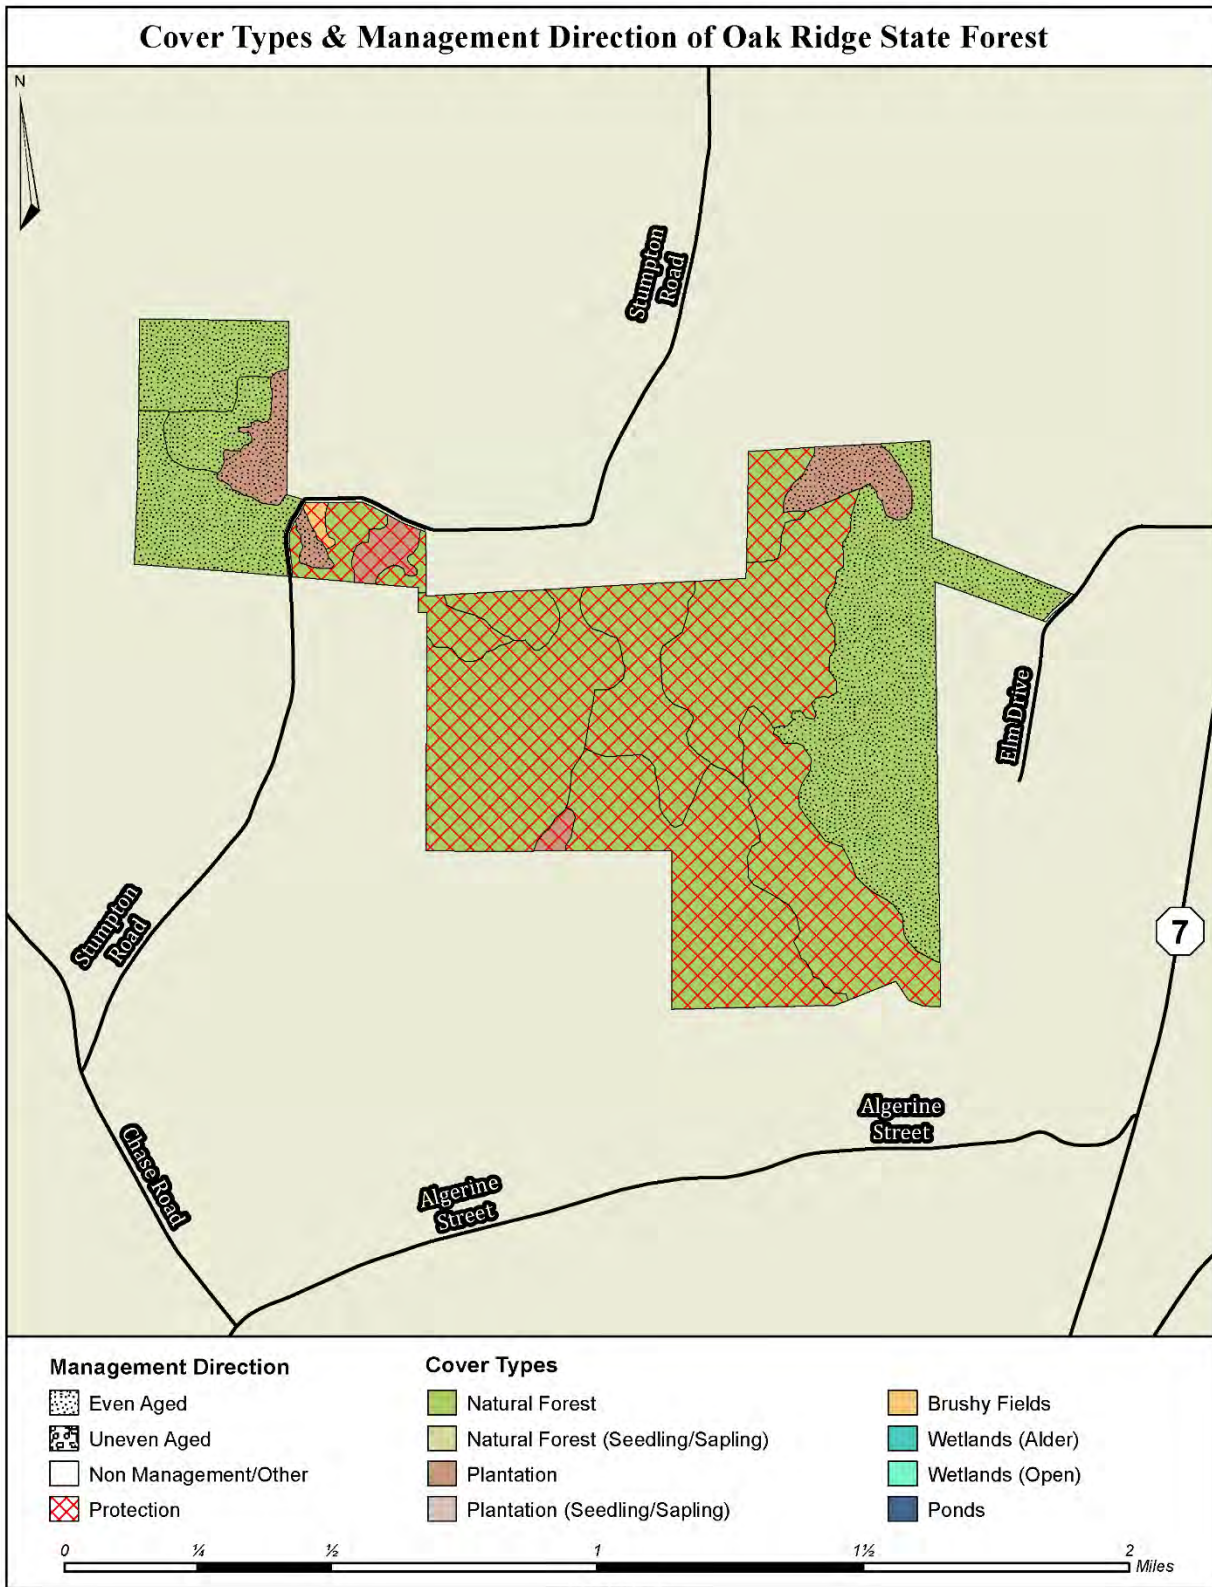 Cover Types & Management Direction of Oak Ridge State Forest
N
Stumpton
Road
Elm Drive
Stumpton
Road
7
Chase Road
Algerine
Street
Algerine
Street
Management Direction
Even Aged
Uneven Aged
Non Management/Other
Protection
Cover Types
Natural Forest
Natural Forest (Seedling/Sapling)
Plantation
Plantation (Seedling/Sapling)
Brushy Fields
Wetlands (Alder)
Wetlands (Open)
Ponds
0 ¼ ½ 1 1½ 2
Miles